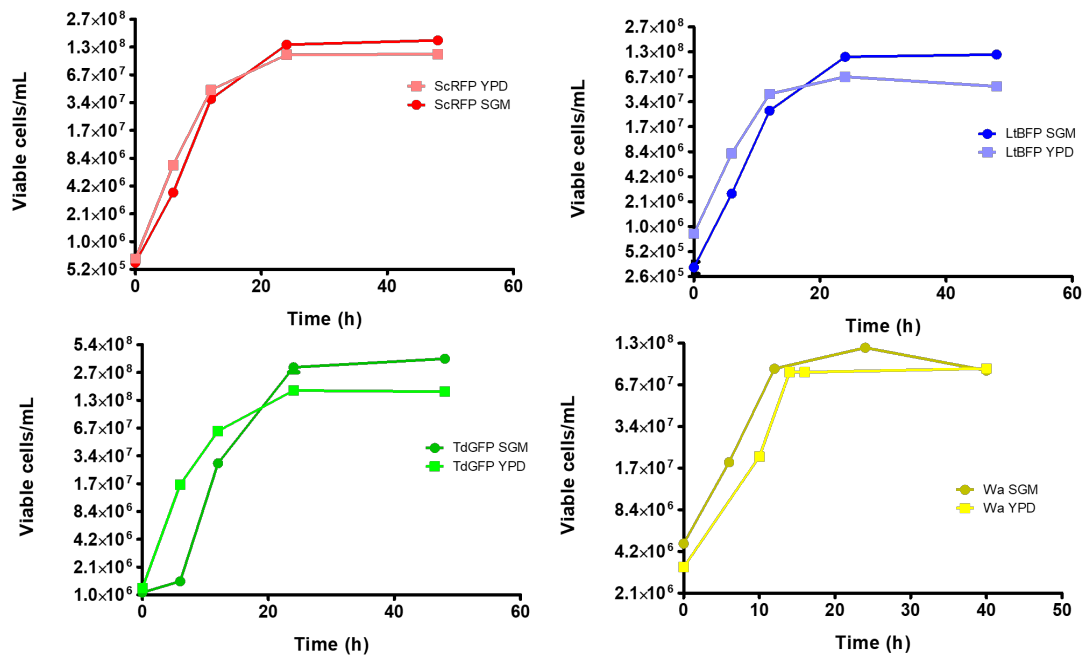 Viable cells/mL
2.7×10⁸
1.3×10⁸
6.7×10⁷
3.4×10⁷
1.7×10⁷
8.4×10⁶
4.2×10⁶
2.1×10⁶
1.0×10⁶
5.2×10⁵
0 20 40 60
Time (h)
ScRFP YPD
ScRFP SGM
Viable cells/mL
2.7×10⁸
1.3×10⁸
6.7×10⁷
3.4×10⁷
1.7×10⁷
8.4×10⁶
4.2×10⁶
2.1×10⁶
1.0×10⁶
5.2×10⁵
2.6×10⁵
0 20 40 60
Time (h)
LtBFP SGM
LtBFP YPD
Viable cells/mL
5.4×10⁸
2.7×10⁸
1.3×10⁸
6.7×10⁷
3.4×10⁷
1.7×10⁷
8.4×10⁶
4.2×10⁶
2.1×10⁶
1.0×10⁶
0 20 40 60
Time (h)
TdGFP SGM
TdGFP YPD
Viable cells/mL
1.3×10⁸
6.7×10⁷
3.4×10⁷
1.7×10⁷
8.4×10⁶
4.2×10⁶
2.1×10⁶
0 10 20 30 40 50
Time (h)
Wa SGM
Wa YPD